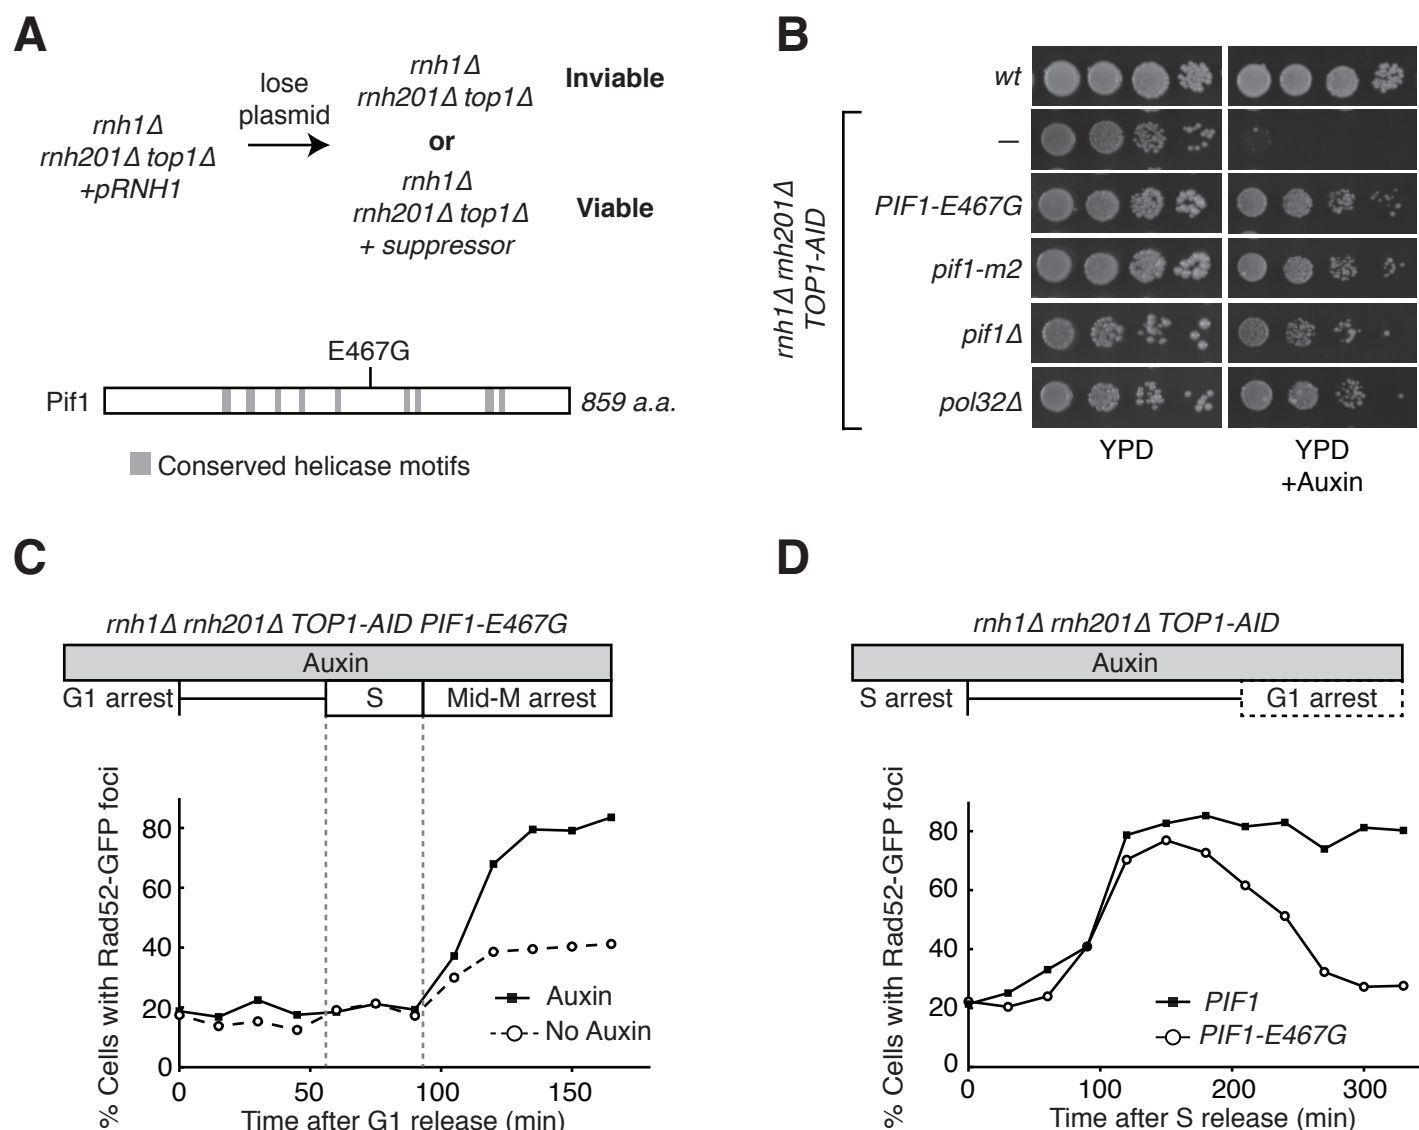 A
rnh1Δ
rnh201Δ top1Δ
+pRNH1
lose
plasmid
rnh1Δ
rnh201Δ top1Δ
Inviable
or
rnh1Δ
rnh201Δ top1Δ
+ suppressor
Viable
E467G
Pif1
859 a.a.
Conserved helicase motifs
B
rnh1Δ rnh201Δ
TOP1-AID
wt
—
PIF1-E467G
pif1-m2
pif1Δ
pol32Δ
YPD
YPD
+Auxin
C
rnh1Δ rnh201Δ TOP1-AID PIF1-E467G
Auxin
G1 arrest
S
Mid-M arrest
% Cells with Rad52-GFP foci
80
60
40
20
0
Auxin
No Auxin
0 50 100 150
Time after G1 release (min)
D
rnh1Δ rnh201Δ TOP1-AID
Auxin
S arrest
G1 arrest
% Cells with Rad52-GFP foci
80
60
40
20
0
PIF1
PIF1-E467G
0 100 200 300
Time after S release (min)